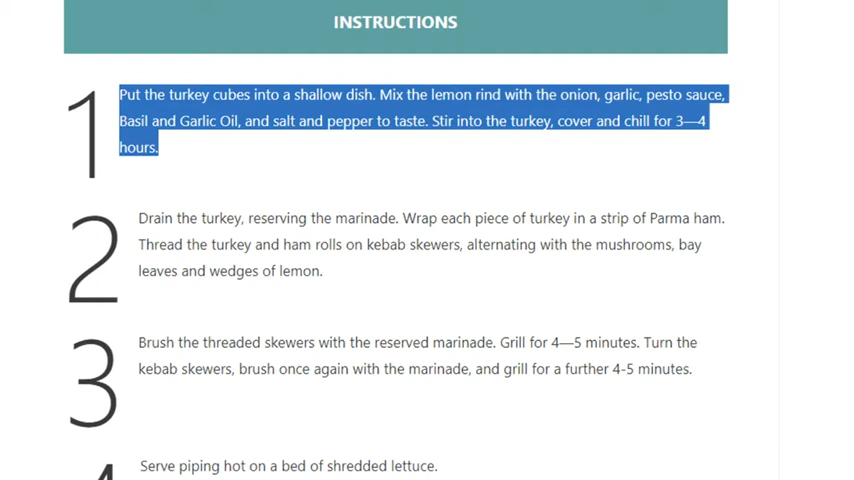 INSTRUCTIONS
1
Put the turkey cubes into a shallow dish. Mix the lemon rind with the onion, garlic, pesto sauce,
Basil and Garlic Oil, and salt and pepper to taste. Stir into the turkey, cover and chill for 3—4
hours.
2
Drain the turkey, reserving the marinade. Wrap each piece of turkey in a strip of Parma ham.
Thread the turkey and ham rolls on kebab skewers, alternating with the mushrooms, bay
leaves and wedges of lemon.
3
Brush the threaded skewers with the reserved marinade. Grill for 4—5 minutes. Turn the
kebab skewers, brush once again with the marinade, and grill for a further 4-5 minutes.
4
Serve piping hot on a bed of shredded lettuce.